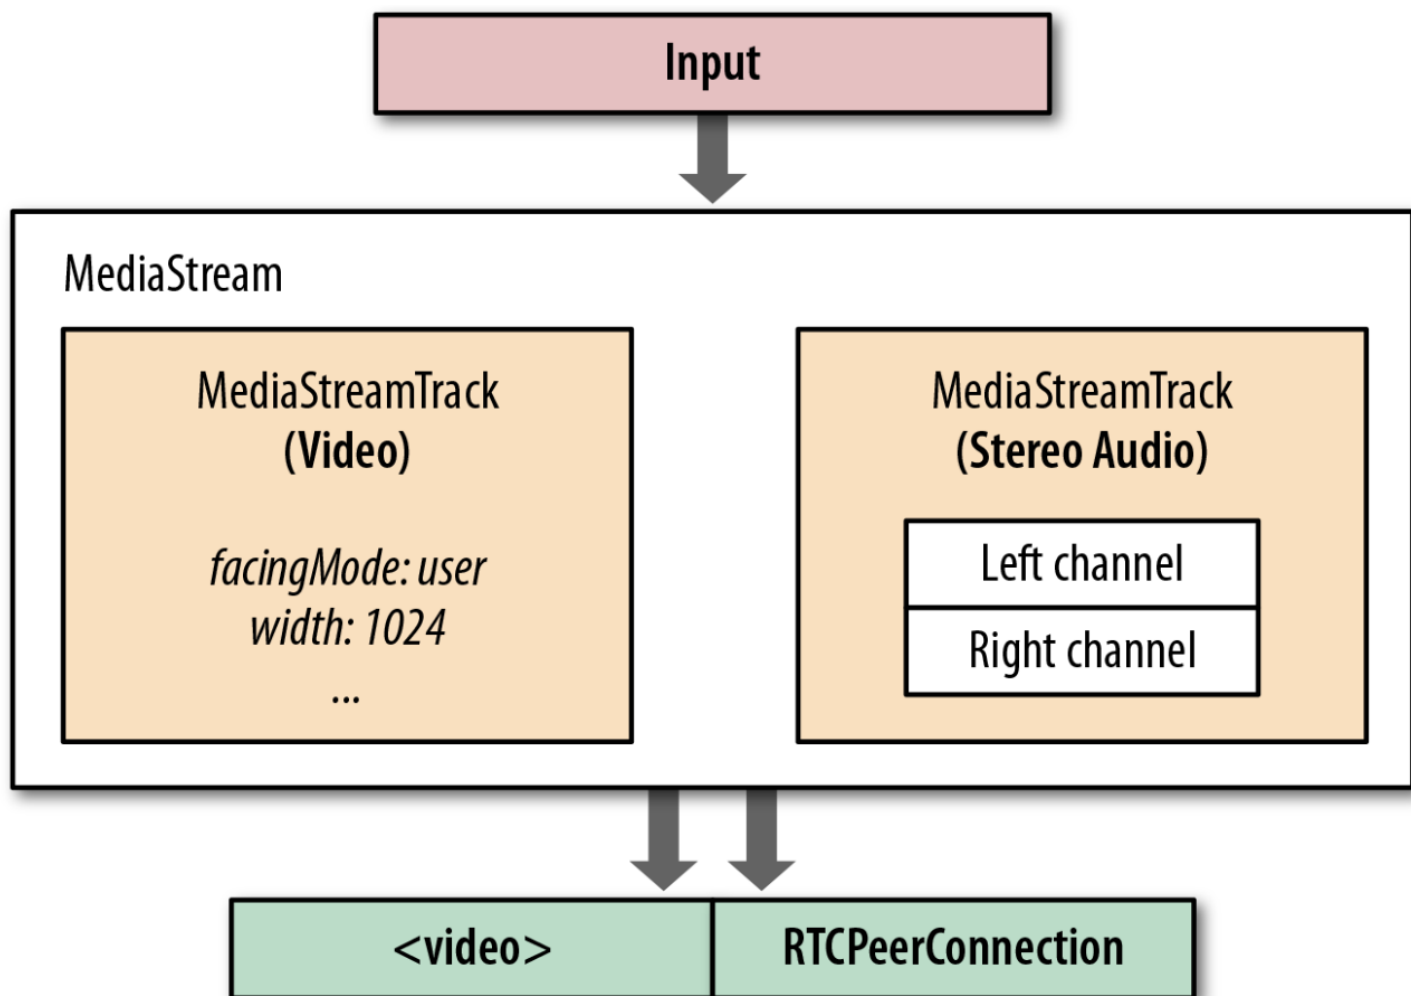 Input
MediaStream
MediaStreamTrack
(Video)
facingMode: user
width: 1024
...
MediaStreamTrack
(Stereo Audio)
Left channel
Right channel
<video>
RTCPeerConnection